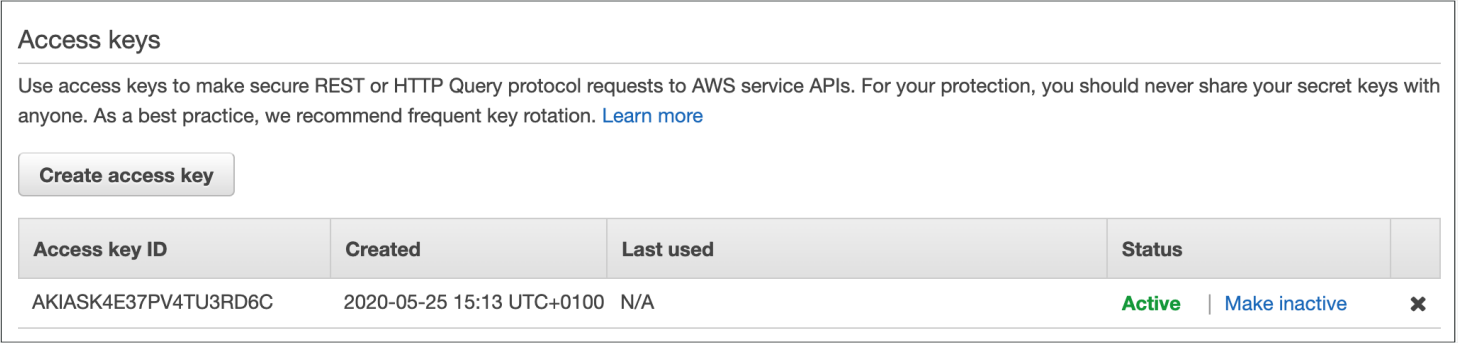 Access keys
Use access keys to make secure REST or HTTP Query protocol requests to AWS service APIs. For your protection, you should never share your secret keys with
anyone. As a best practice, we recommend frequent key rotation. Learn more
Create access key
Access key ID Created Last used Status
AKIASK4E37PV4TU3RD6C 2020-05-25 15:13 UTC+0100 N/A Active | Make inactive